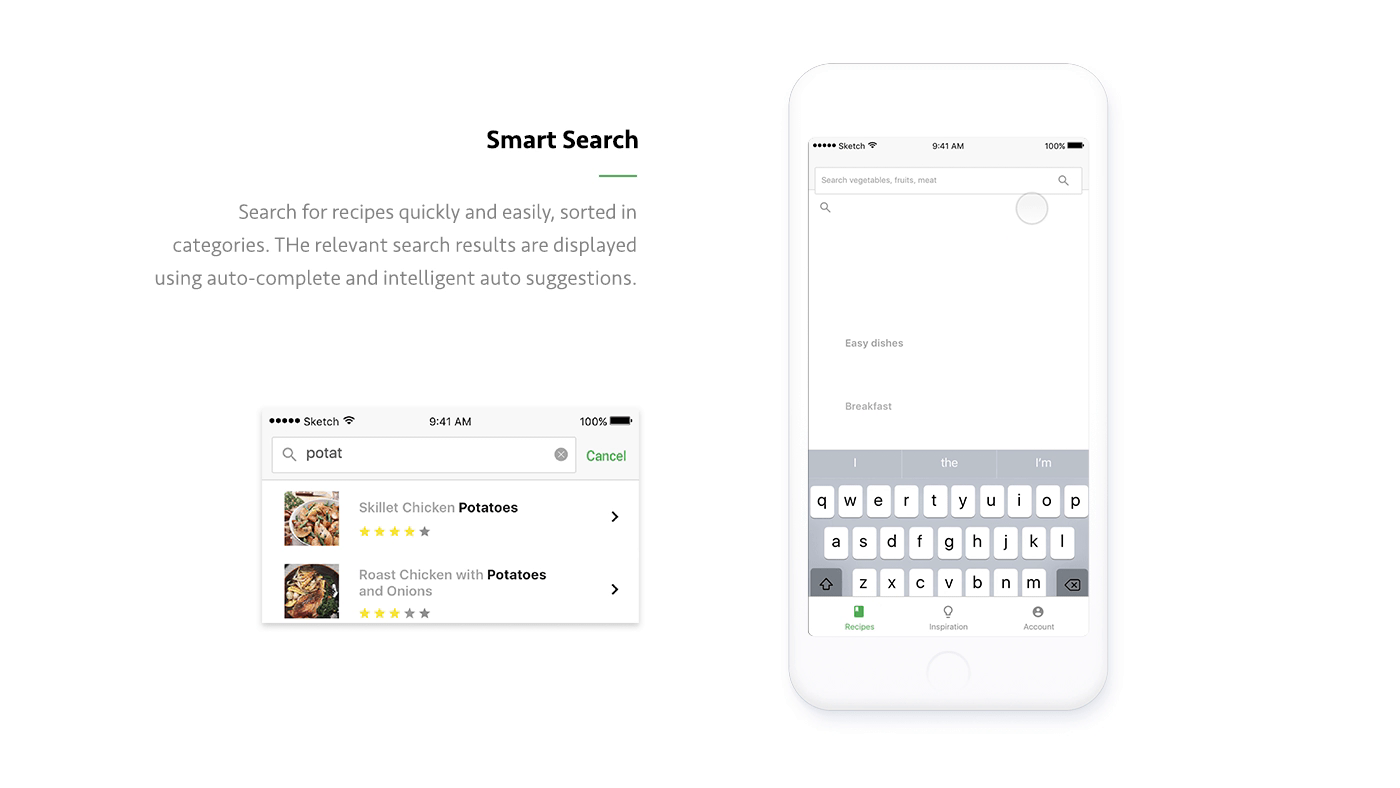 Smart Search
Search for recipes quickly and easily, sorted in
categories. THe relevant search results are displayed
using auto-complete and intelligent auto suggestions.
Sketch 9:41 AM 100%
potat Cancel
Skillet Chicken Potatoes
Roast Chicken with Potatoes
and Onions
Sketch 9:41 AM 100%
Search vegetables, fruits, meat
Easy dishes
Breakfast
I the I'm
q w e r t y u i o p
a s d f g h j k l
z x c v b n m
Recipes Inspiration Account